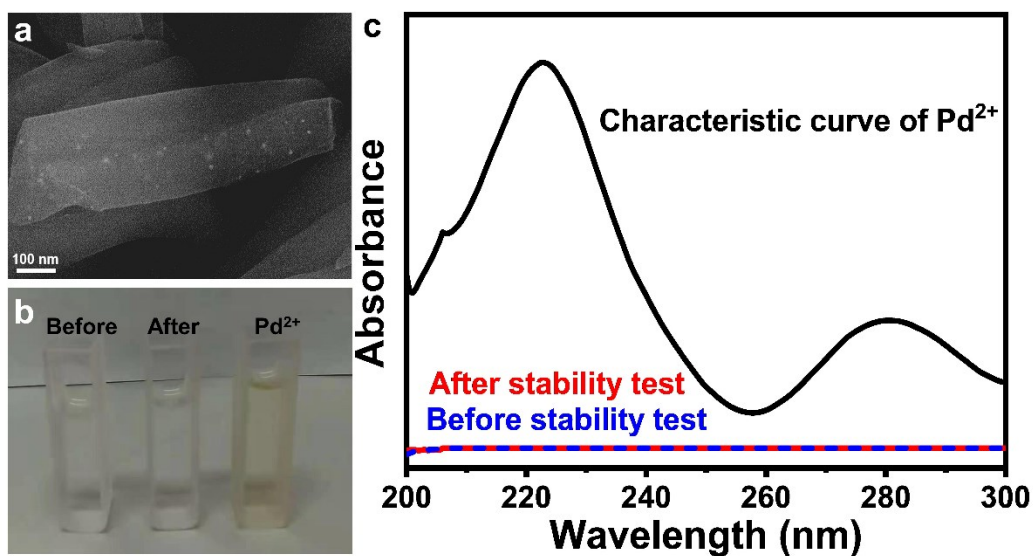 a
100 nm
b
Before After Pd²⁺
c
Characteristic curve of Pd²⁺
After stability test
Before stability test
Absorbance
200 220 240 260 280 300
Wavelength (nm)